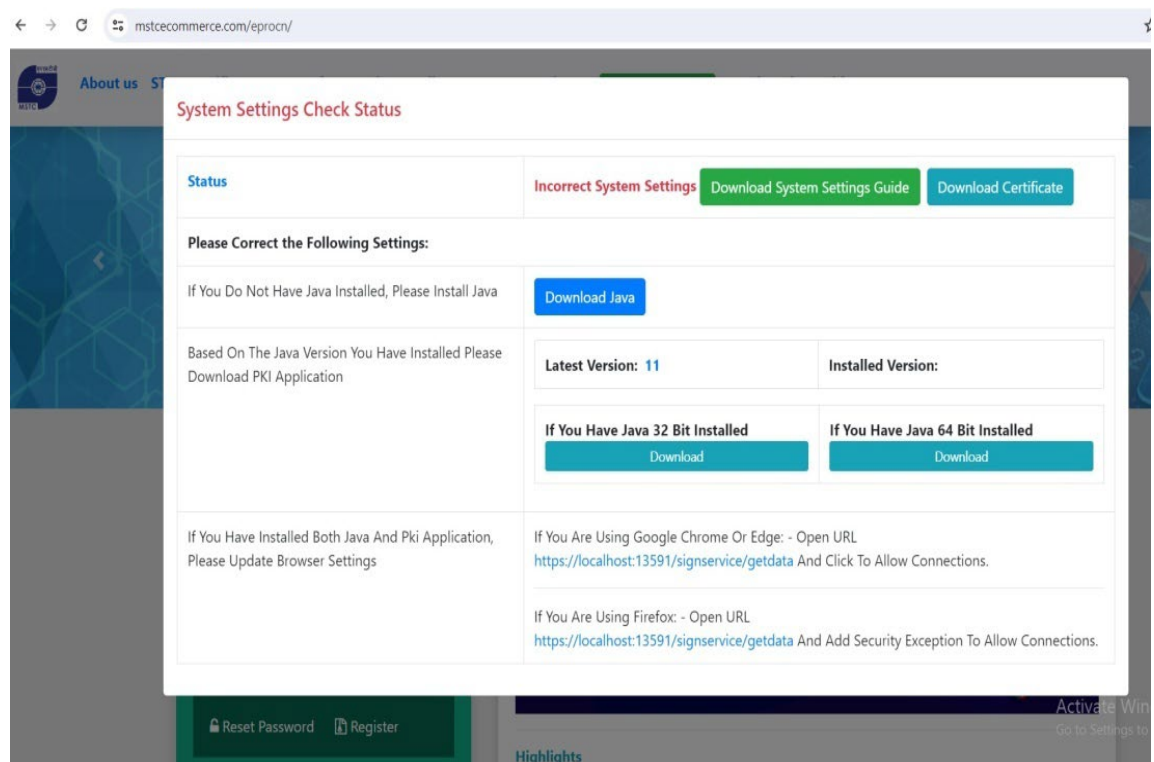 mstcecommerce.com/eprocn/
MSTC
About us
System Settings Check Status
Status
Incorrect System Settings
Download System Settings Guide
Download Certificate
Please Correct the Following Settings:
If You Do Not Have Java Installed, Please Install Java
Download Java
Based On The Java Version You Have Installed Please
Download PKI Application
Latest Version: 11
Installed Version:
If You Have Java 32 Bit Installed
Download
If You Have Java 64 Bit Installed
Download
If You Have Installed Both Java And Pki Application,
Please Update Browser Settings
If You Are Using Google Chrome Or Edge: - Open URL
https://localhost:13591/signservice/getdata And Click To Allow Connections.
If You Are Using Firefox: - Open URL
https://localhost:13591/signservice/getdata And Add Security Exception To Allow Connections.
Reset Password
Register
Highlights
Activate Win
Go to Settings to